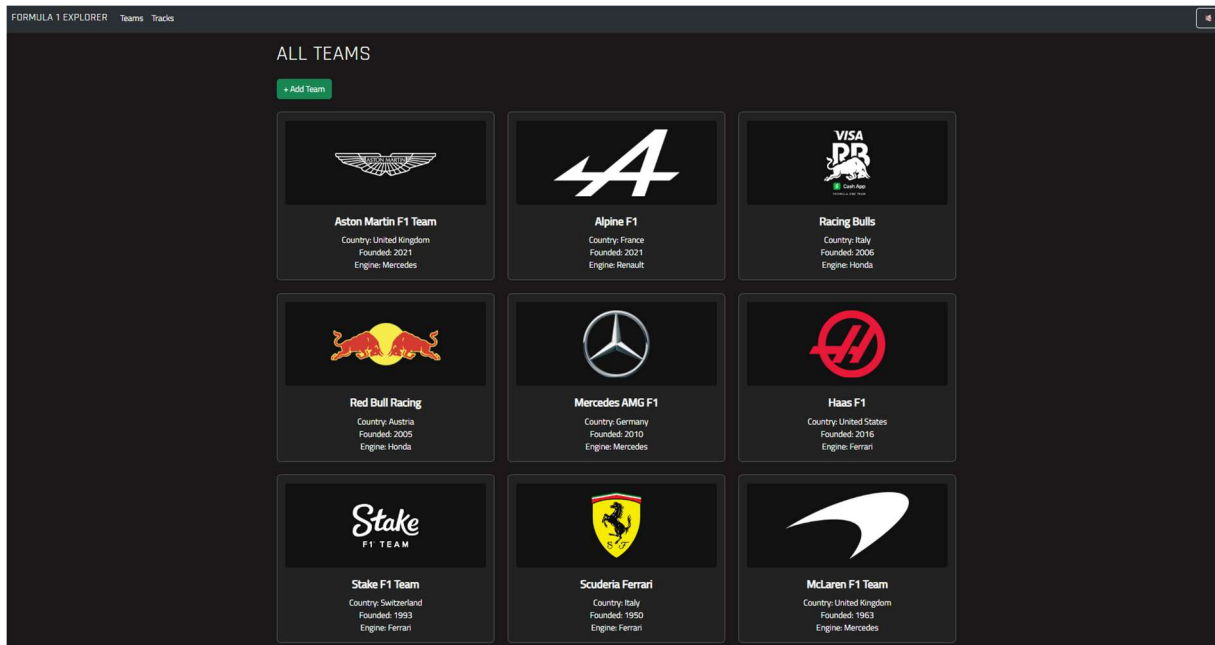 FORMULA 1 EXPLORER Teams Tracks
ALL TEAMS
+ Add Team
ASTON MARTIN
Aston Martin F1 Team
Country: United Kingdom
Founded: 2021
Engine: Mercedes
Alpine F1
Country: France
Founded: 2021
Engine: Renault
VISA
RB
Cash App
FORMULA ONE TEAM
Racing Bulls
Country: Italy
Founded: 2006
Engine: Honda
Red Bull Racing
Country: Austria
Founded: 2005
Engine: Honda
Mercedes AMG F1
Country: Germany
Founded: 2010
Engine: Mercedes
Haas F1
Country: United States
Founded: 2016
Engine: Ferrari
Stake
F1 TEAM
Stake F1 Team
Country: Switzerland
Founded: 1993
Engine: Ferrari
S F
Scuderia Ferrari
Country: Italy
Founded: 1950
Engine: Ferrari
McLaren F1 Team
Country: United Kingdom
Founded: 1963
Engine: Mercedes